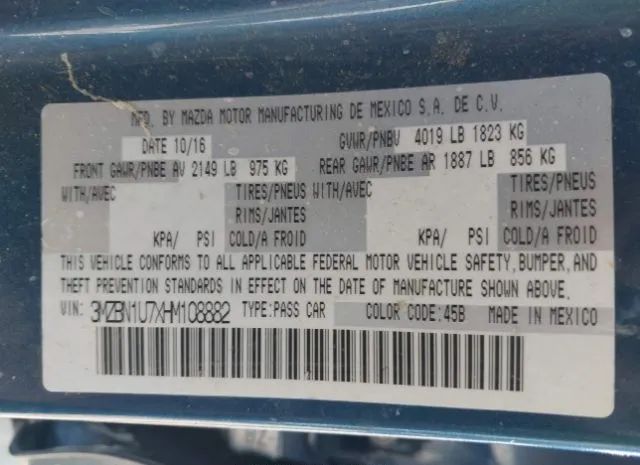 MFD. BY MAZDA MOTOR MANUFACTURING DE MEXICO S.A. DE C.V.
DATE 10/16 GVWR/PNBV 4019 LB 1823 KG
FRONT GAWR/PNBE AV 2149 LB 975 KG REAR GAWR/PNBE AR 1887 LB 856 KG
WITH/AVEC TIRES/PNEUS WITH/AVEC TIRES/PNEUS
RIMS/JANTES RIMS/JANTES
KPA/ PSI COLD/A FROID KPA/ PSI COLD/A FROID
THIS VEHICLE CONFORMS TO ALL APPLICABLE FEDERAL MOTOR VEHICLE SAFETY, BUMPER, AND
THEFT PREVENTION STANDARDS IN EFFECT ON THE DATE OF MANUFACTURE SHOWN ABOVE.
VIN: 3MZBN1U7XHM108882 TYPE:PASS CAR COLOR CODE:45B MADE IN MEXICO